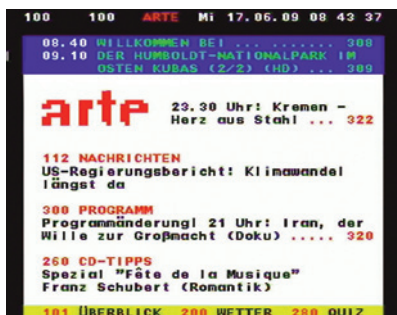 100 100 ARTE Mi 17.06.09 08 43 37
08.40 WILLKOMMEN BEI ... ....... 308
09.10 DER HUMBOLDT-NATIONALPARK IM
OSTEN KUBAS (2/2) (HD) ... 309
arte
23.30 Uhr: Kremen -
Herz aus Stahl ... 322
112 NACHRICHTEN
US-Regierungsbericht: Klimawandel
längst da
300 PROGRAMM
Programmänderung! 21 Uhr: Iran, der
Wille zur Großmacht (Doku) ..... 320
260 CD-TIPPS
Spezial "Fête de la Musique"
Franz Schubert (Romantik)
101 ÜBERBLICK 200 WETTER 280 QUIZ